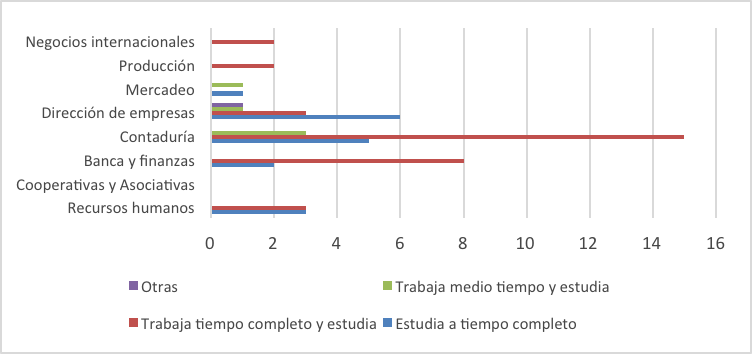 Negocios internacionales
Producción
Mercadeo
Dirección de empresas
Contaduría
Banca y finanzas
Cooperativas y Asociativas
Recursos humanos
0 2 4 6 8 10 12 14 16
Otras Trabaja medio tiempo y estudia
Trabaja tiempo completo y estudia Estudia a tiempo completo